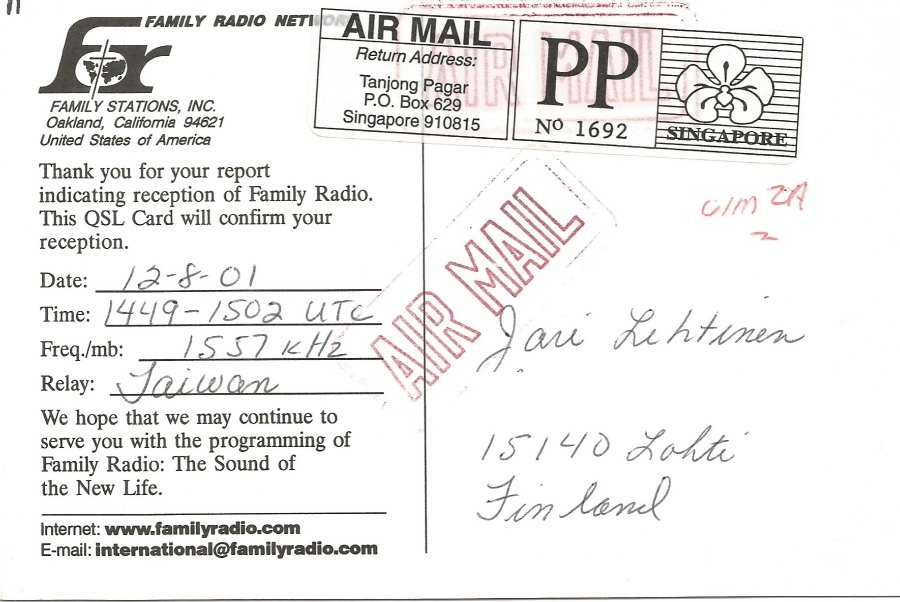 FAMILY RADIO NETWORK
fr
FAMILY STATIONS, INC.
Oakland, California 94621
United States of America
Thank you for your report
indicating reception of Family Radio.
This QSL Card will confirm your
reception.
Date: 12-8-01
Time: 1449-1502 UTC
Freq./mb: 1557 KHz
Relay: Taiwan
We hope that we may continue to
serve you with the programming of
Family Radio: The Sound of
the New Life.
Internet: www.familyradio.com
E-mail: international@familyradio.com
AIR MAIL
Return Address:
Tanjong Pagar
P.O. Box 629
Singapore 910815
PP
No 1692
SINGAPORE
AIR MAIL
AIR MAIL
Jari Lehtinen
15140 Lahti
Finland